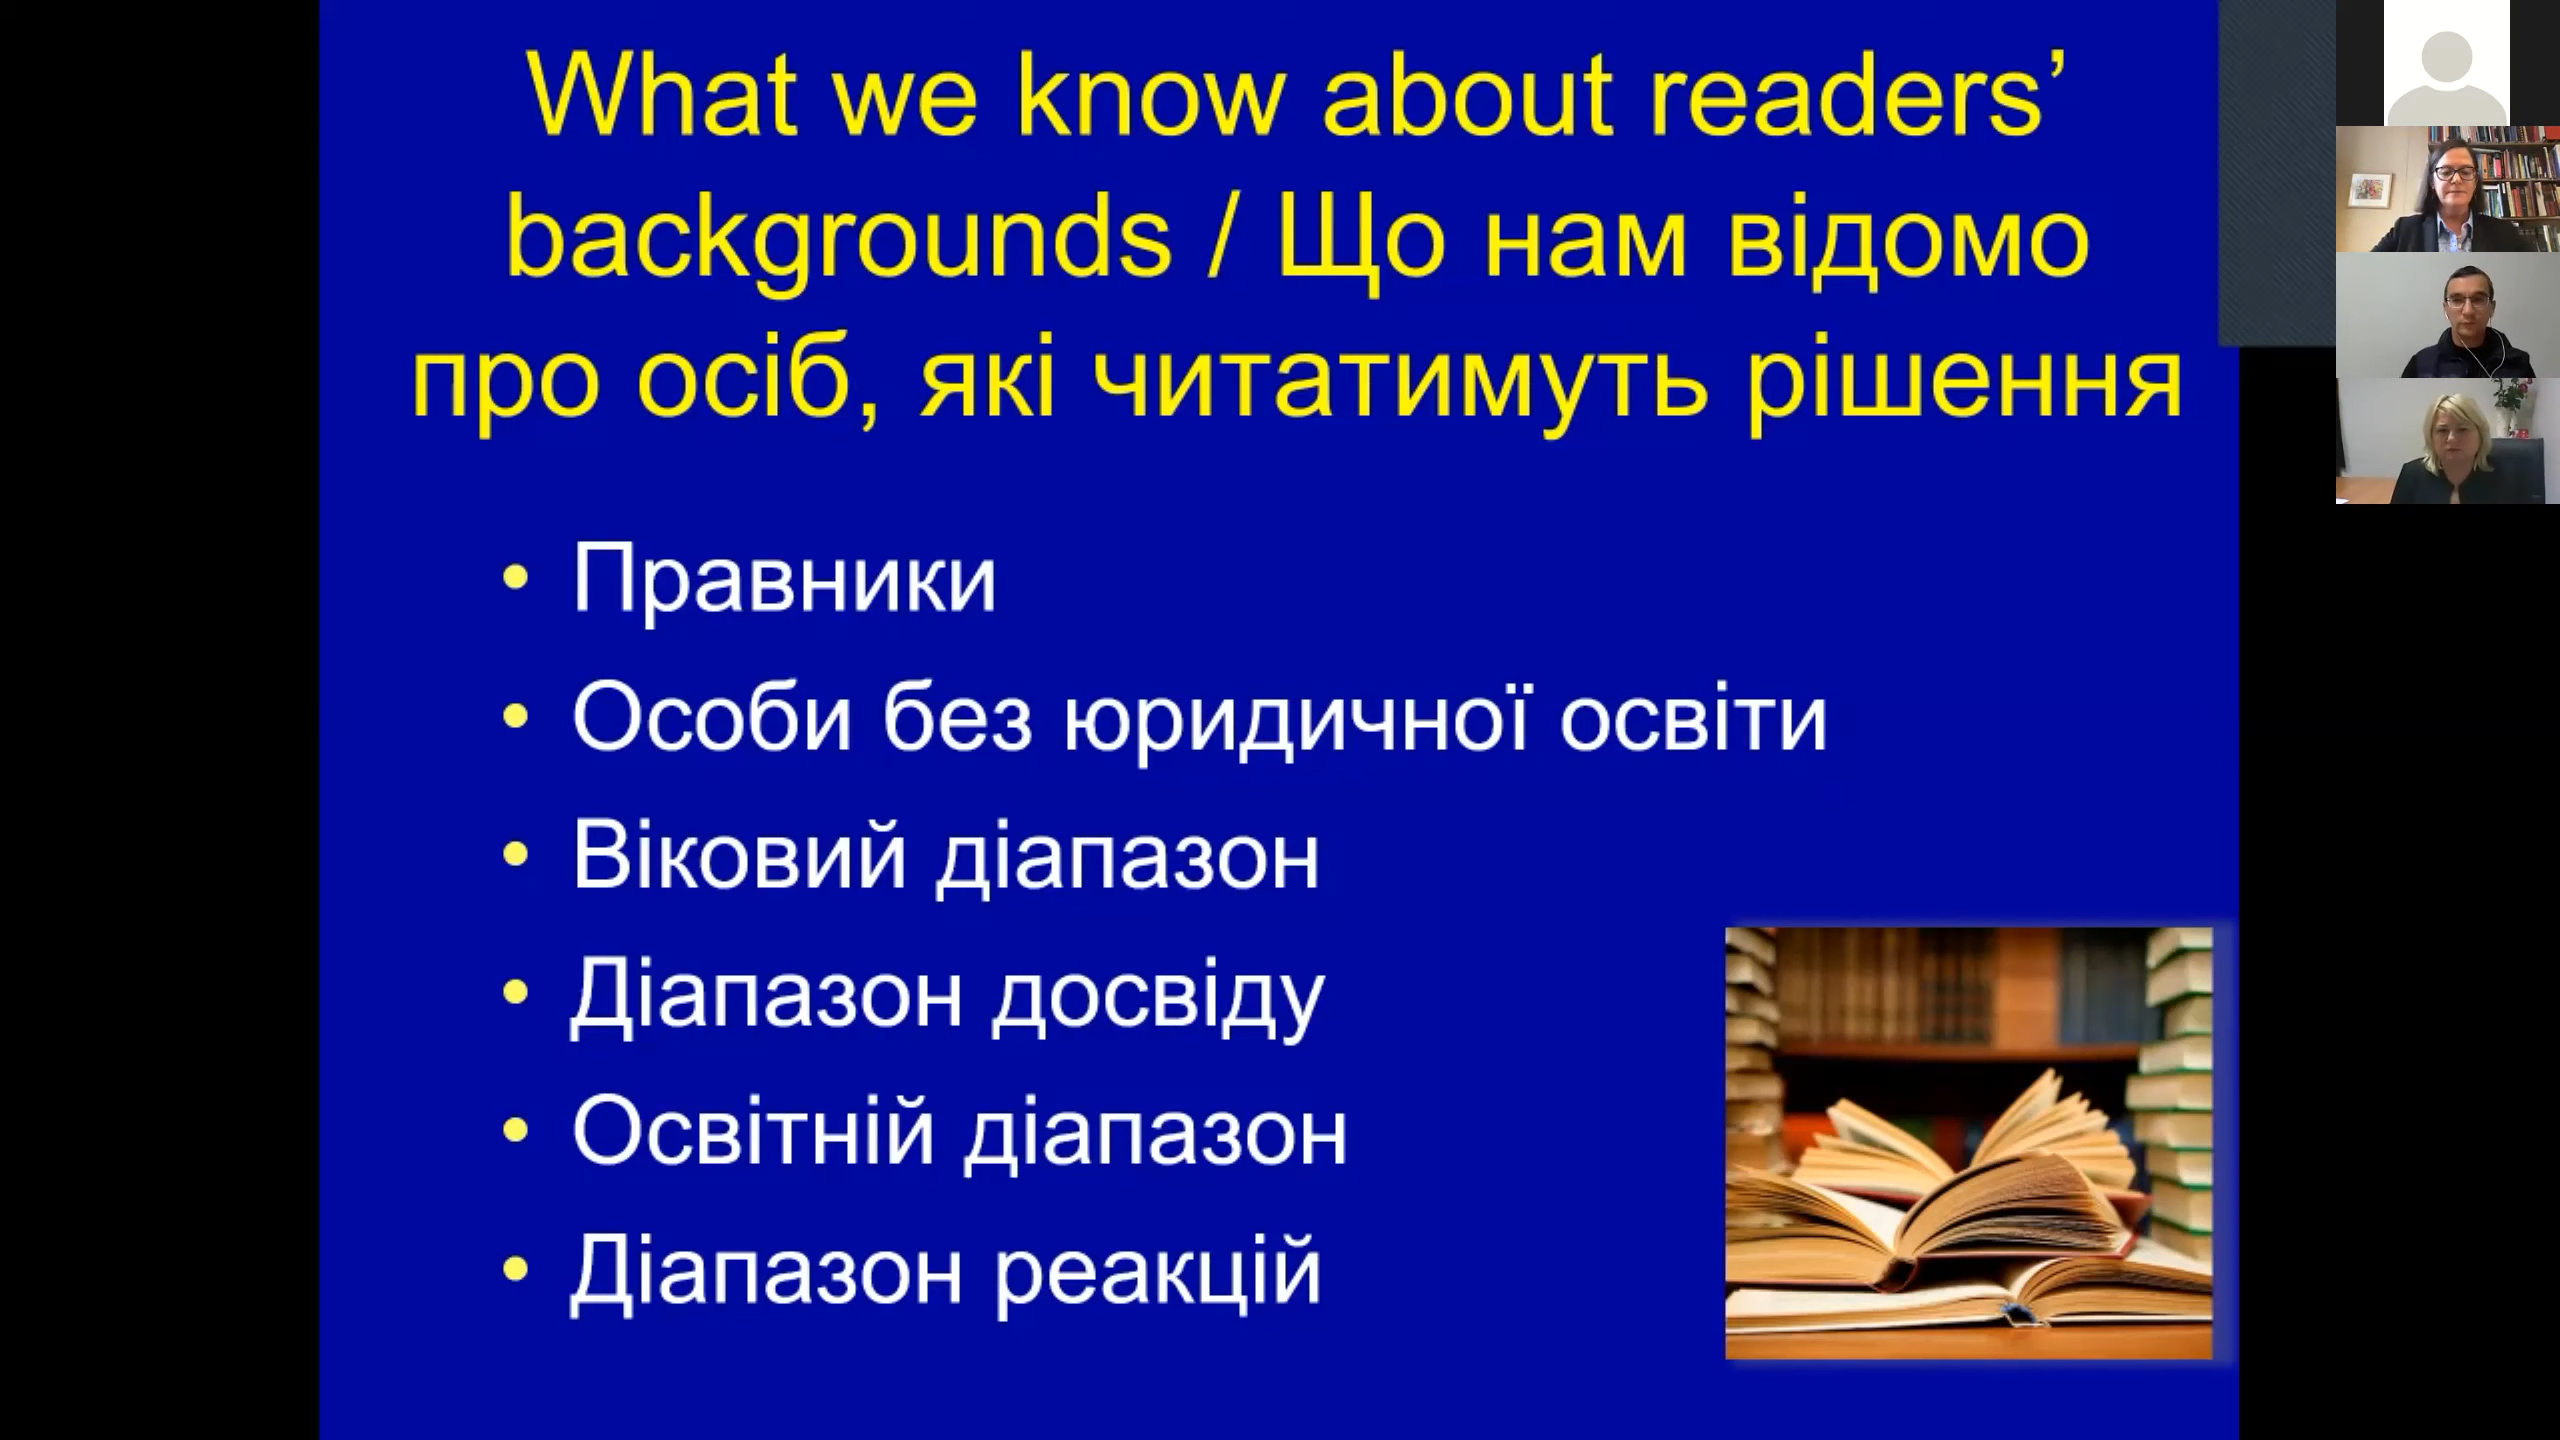 What we know about readers’
backgrounds / Що нам відомо
про осіб, які читатимуть рішення
• Правники
• Особи без юридичної освіти
• Віковий діапазон
• Діапазон досвіду
• Освітній діапазон
• Діапазон реакцій